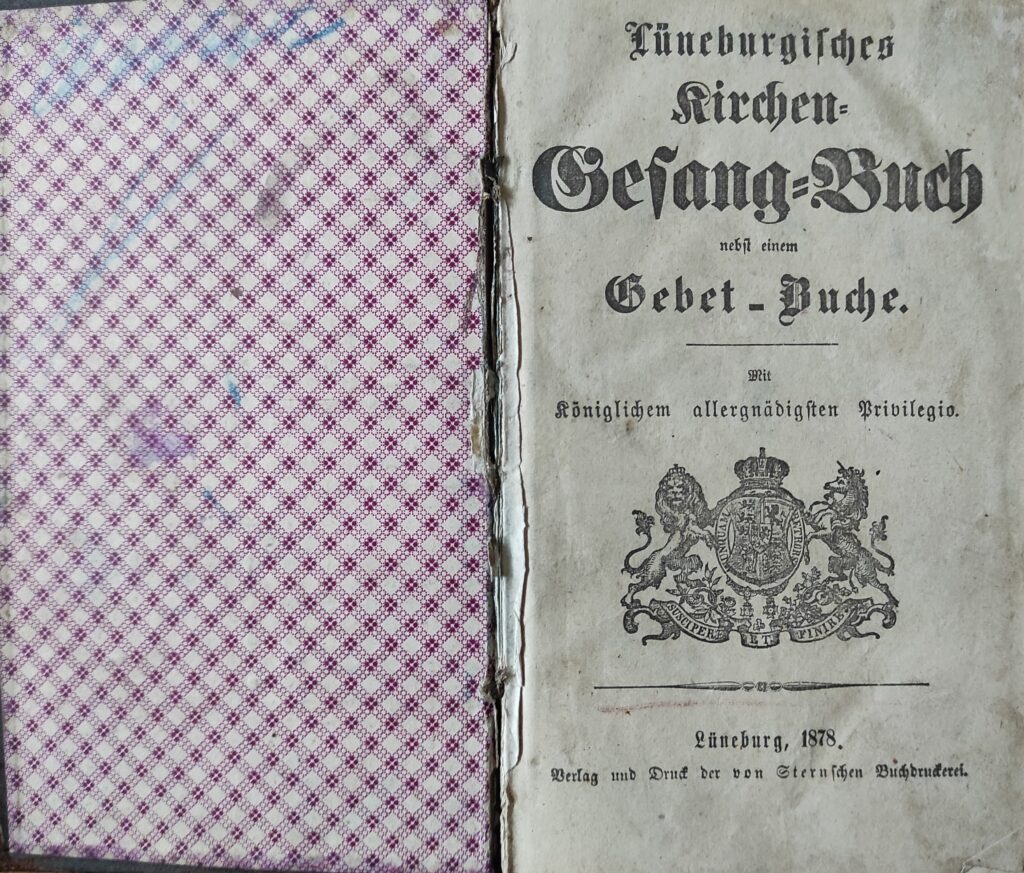 Lüneburgiſches
Kirchen=
Geſang=Buch
nebſt einem
Gebet-Buche.
Mit
Königlichem allergnädigſten Privilegio.
SUSCIPERE ET FINIRE
Lüneburg, 1878.
Verlag und Druck der von Sternſchen Buchdruckerei.